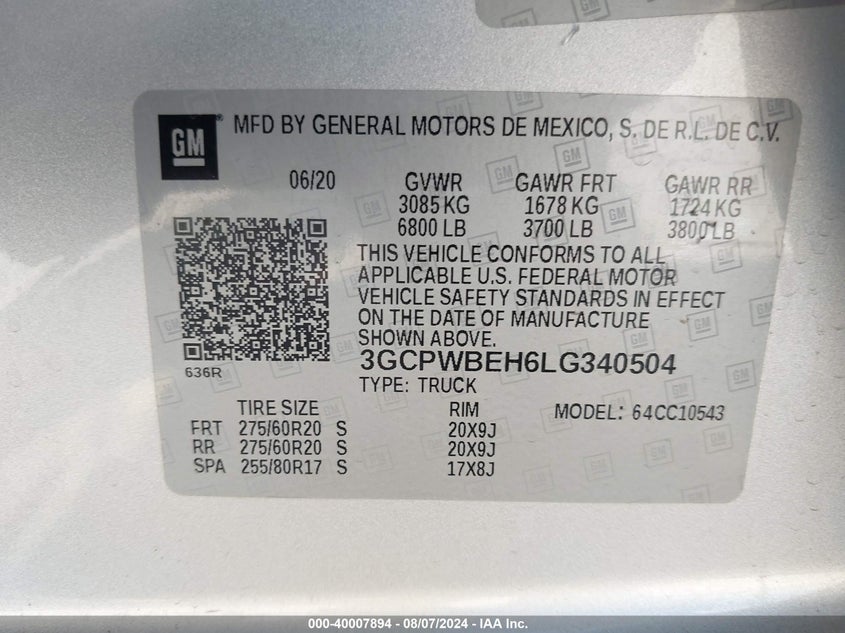 GM ® MFD BY GENERAL MOTORS DE MEXICO, S. DE R.L. DE C.V.
06/20 GVWR GAWR FRT GAWR RR
3085 KG 1678 KG 1724 KG
6800 LB 3700 LB 3800 LB
THIS VEHICLE CONFORMS TO ALL
APPLICABLE U.S. FEDERAL MOTOR
VEHICLE SAFETY STANDARDS IN EFFECT
ON THE DATE OF MANUFACTURE
SHOWN ABOVE.
636R
3GCPWBEH6LG340504
TYPE: TRUCK
TIRE SIZE RIM MODEL: 64CC10543
FRT 275/60R20 S 20X9J
RR 275/60R20 S 20X9J
SPA 255/80R17 S 17X8J
000-40007894 - 08/07/2024 - IAA Inc.